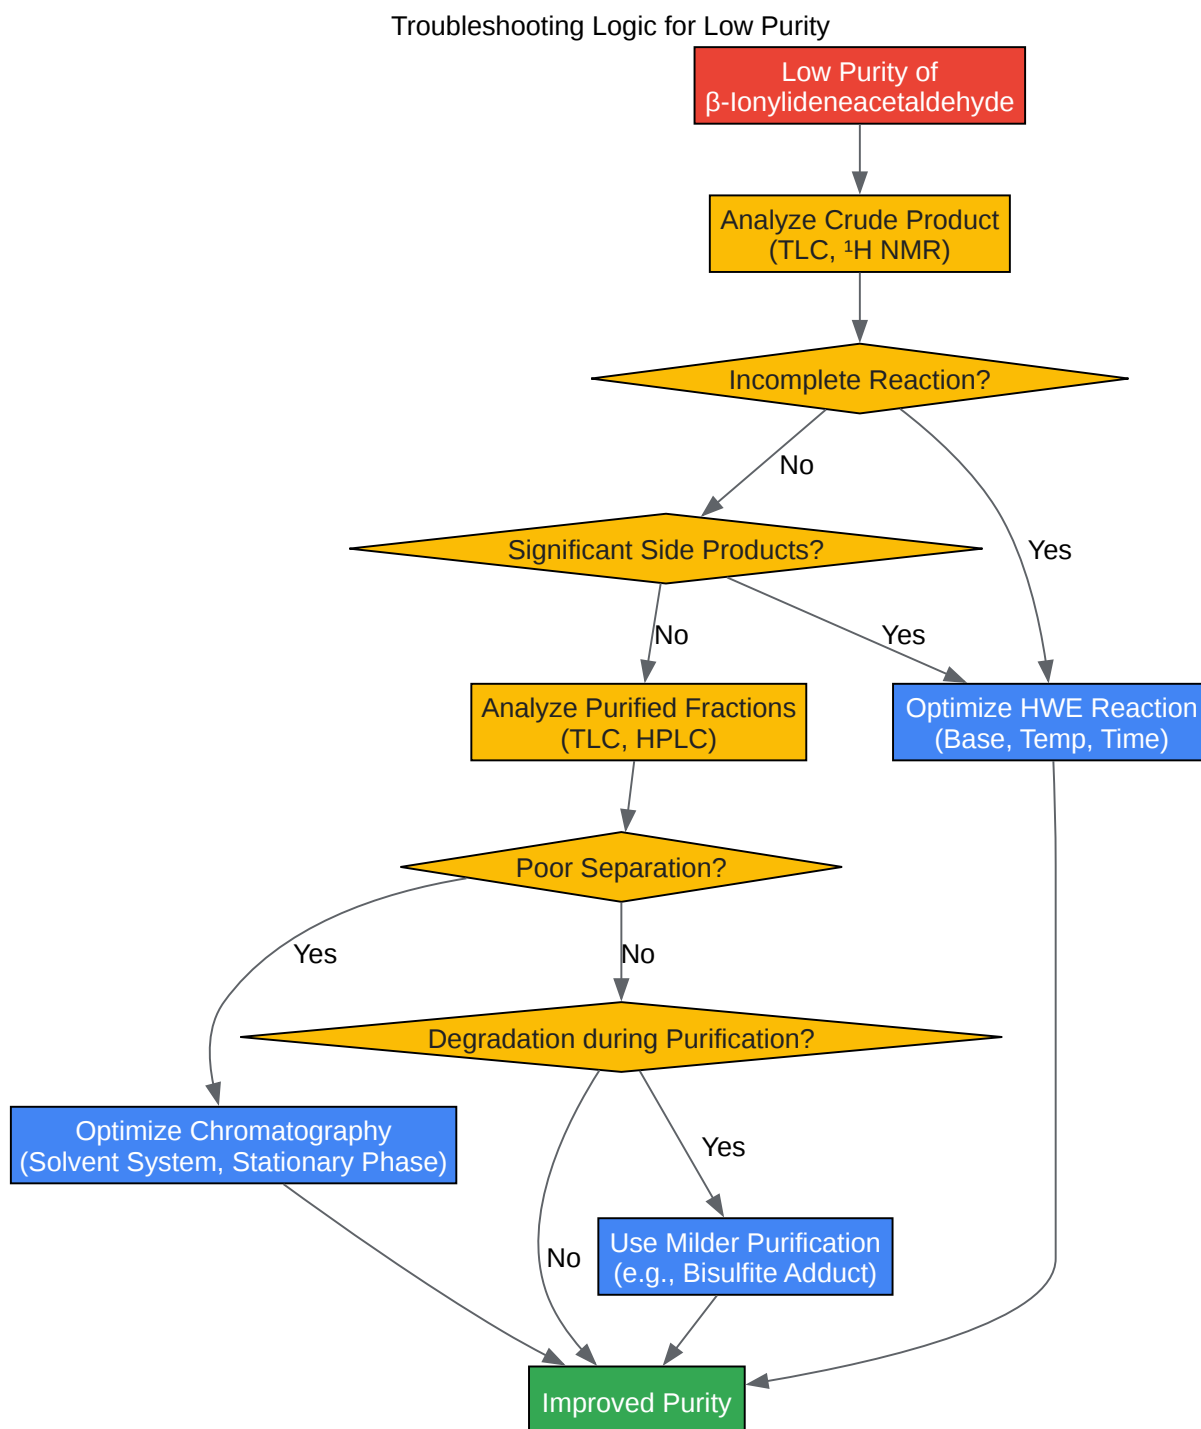 Troubleshooting Logic for Low Purity
Low Purity of
β-Ionylideneacetaldehyde
Analyze Crude Product
(TLC, ¹H NMR)
Incomplete Reaction?
No
Yes
Significant Side Products?
No
Yes
Analyze Purified Fractions
(TLC, HPLC)
Optimize HWE Reaction
(Base, Temp, Time)
Poor Separation?
Yes
No
Degradation during Purification?
Optimize Chromatography
(Solvent System, Stationary Phase)
Yes
No
Use Milder Purification
(e.g., Bisulfite Adduct)
Improved Purity